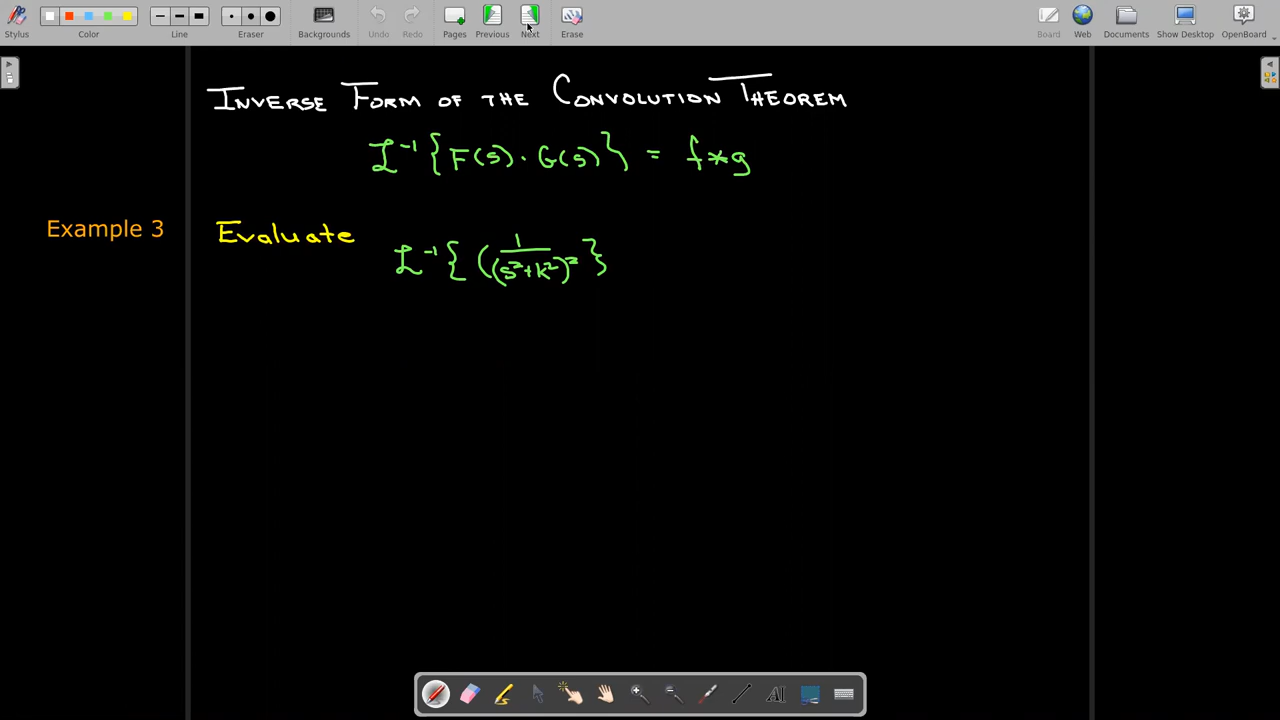 Stylus Color Line Eraser Backgrounds Undo Redo Pages Previous Next Erase Board Web Documents Show Desktop OpenBoard
INVERSE FORM OF THE CONVOLUTION THEOREM
ℒ⁻¹{F(s)·G(s)} = f*g
Example 3 Evaluate
ℒ⁻¹{ (1/((s²+k²)²} 
AI